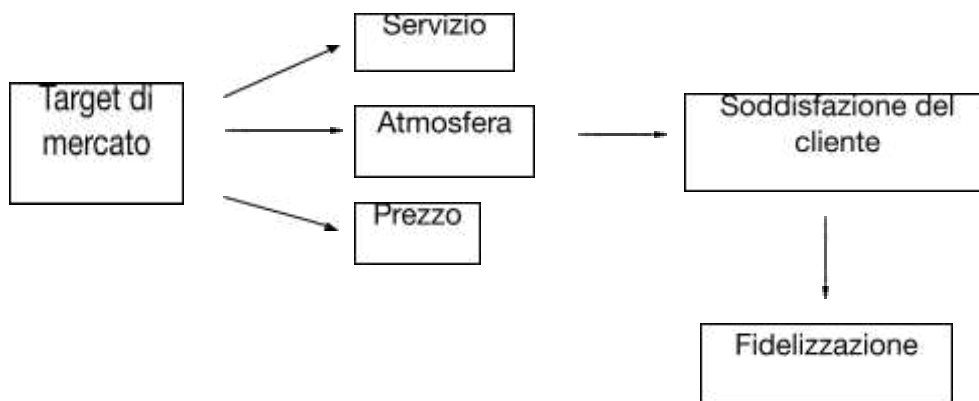 Servizio
Target di
mercato
Atmosfera
Soddisfazione del
cliente
Prezzo
Fidelizzazione